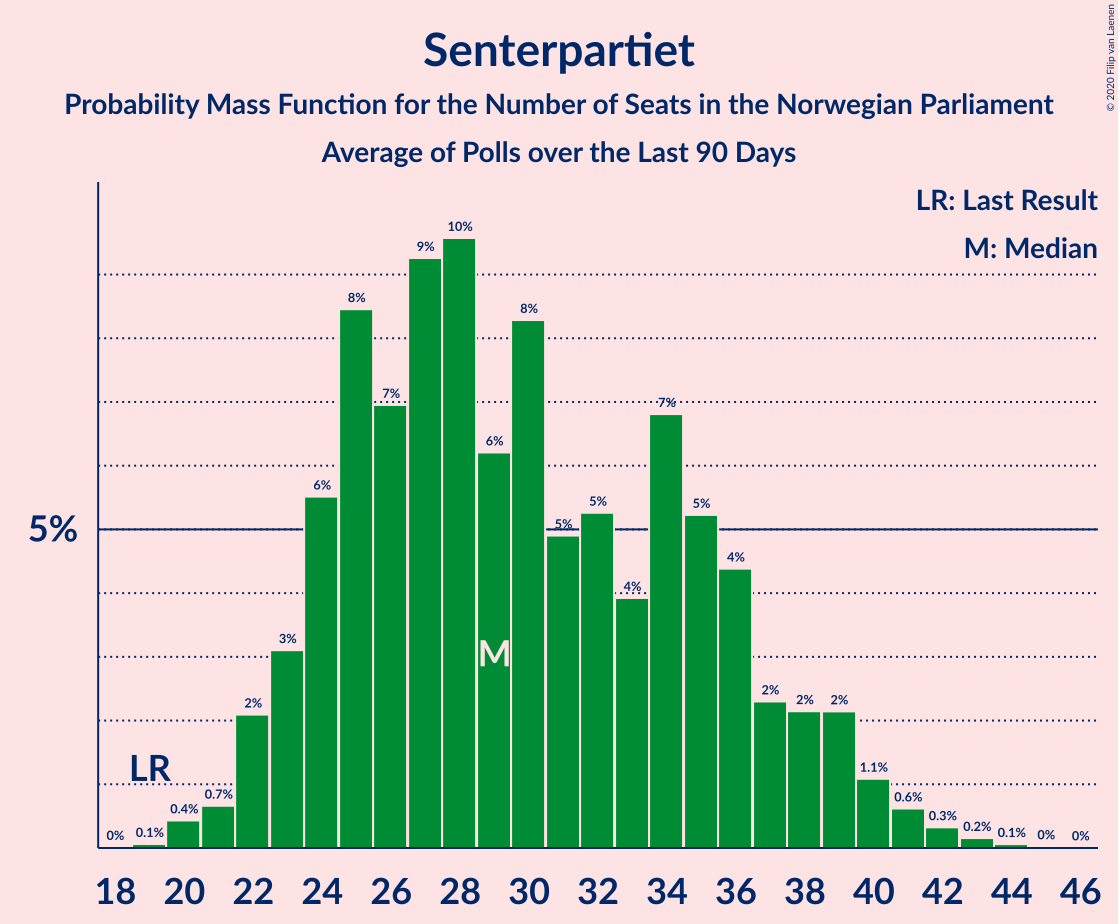 © 2020 Filip van Laenen
Senterpartiet
Probability Mass Function for the Number of Seats in the Norwegian Parliament
Average of Polls over the Last 90 Days
LR: Last Result
M: Median
5%
LR
M
0% 0.1% 0.4% 0.7% 2% 3% 6% 8% 7% 9% 10% 6% 8% 5% 5% 4% 7% 5% 4% 2% 2% 2% 1.1% 0.6% 0.3% 0.2% 0.1% 0% 0%
18 20 22 24 26 28 30 32 34 36 38 40 42 44 46